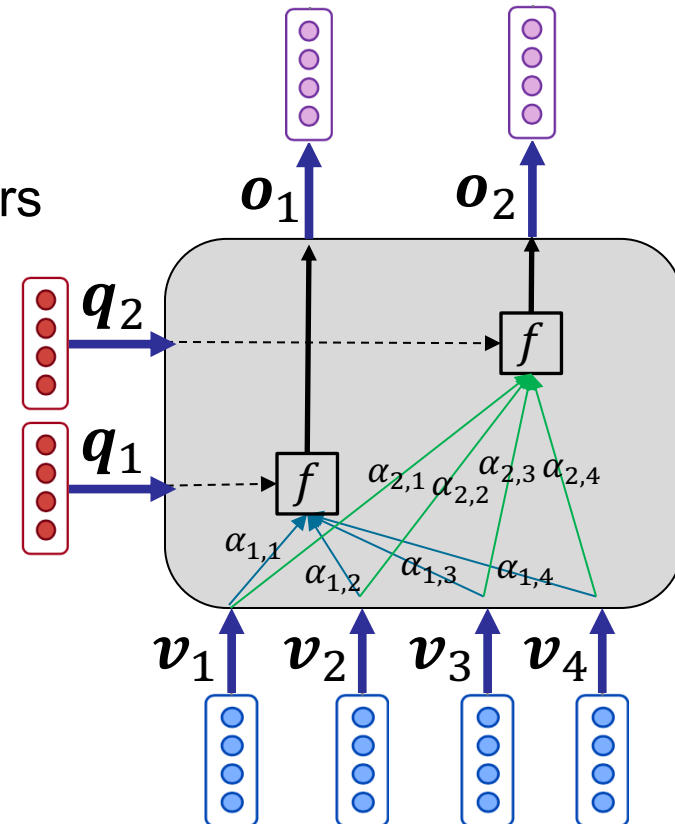 o₁ o₂
rs
q₂
f
q₁
f
α₂,₁ α₂,₂ α₂,₃ α₂,₄
α₁,₁ α₁,₂ α₁,₃ α₁,₄
v₁ v₂ v₃ v₄